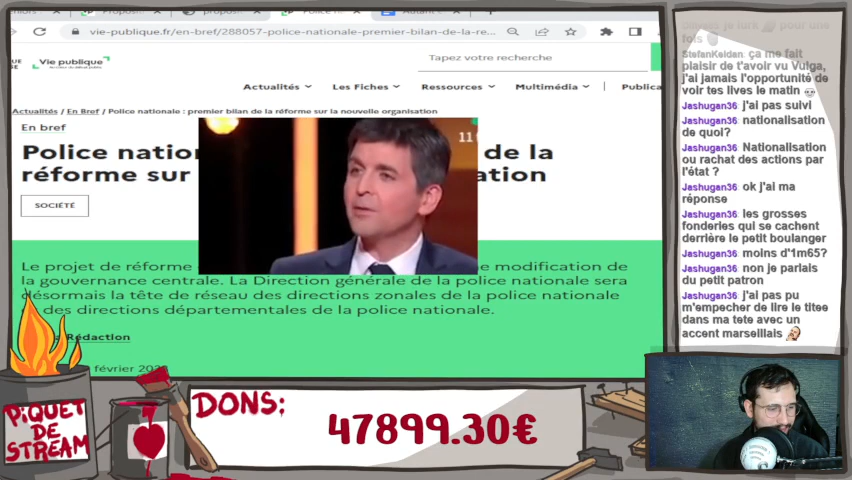 vie-publique.fr/en-bref/288057-police-nationale-premier-bilan-de-la-re...
Vie publique
Tapez votre recherche
Actualités
Les Fiches
Ressources
Multimédia
Publica
Actualités / En Bref / Police nationale : premier bilan de la réforme sur la nouvelle organisation
En bref
Police nation
de la
réforme sur
ation
11
SOCIÉTÉ
Le projet de réforme
e modification de
la gouvernance centrale. La Direction générale de la police nationale sera
désormais la tête de réseau des directions zonales de la police nationale
des directions départementales de la police nationale.
Rédaction
février 202
PiQUET
DE
STREAM
DONS:
47899.30€
pour une
fois
StefanKeidan: ça me fait
plaisir de t'avoir vu Vulga,
j'ai jamais l'opportunité de
voir tes lives le matin
Jashugan36: j'ai pas suivi
Jashugan36: nationalisation
de quoi?
Jashugan36: Nationalisation
ou rachat des actions par
l'état ?
Jashugan36: ok j'ai ma
réponse
Jashugan36: les grosses
fonderies qui se cachent
derrière le petit boulanger
Jashugan36: moins d'1m65?
Jashugan36: non je parlais
du petit patron
Jashugan36: j'ai pas pu
m'empecher de lire le titee
dans ma tete avec un
accent marseillais